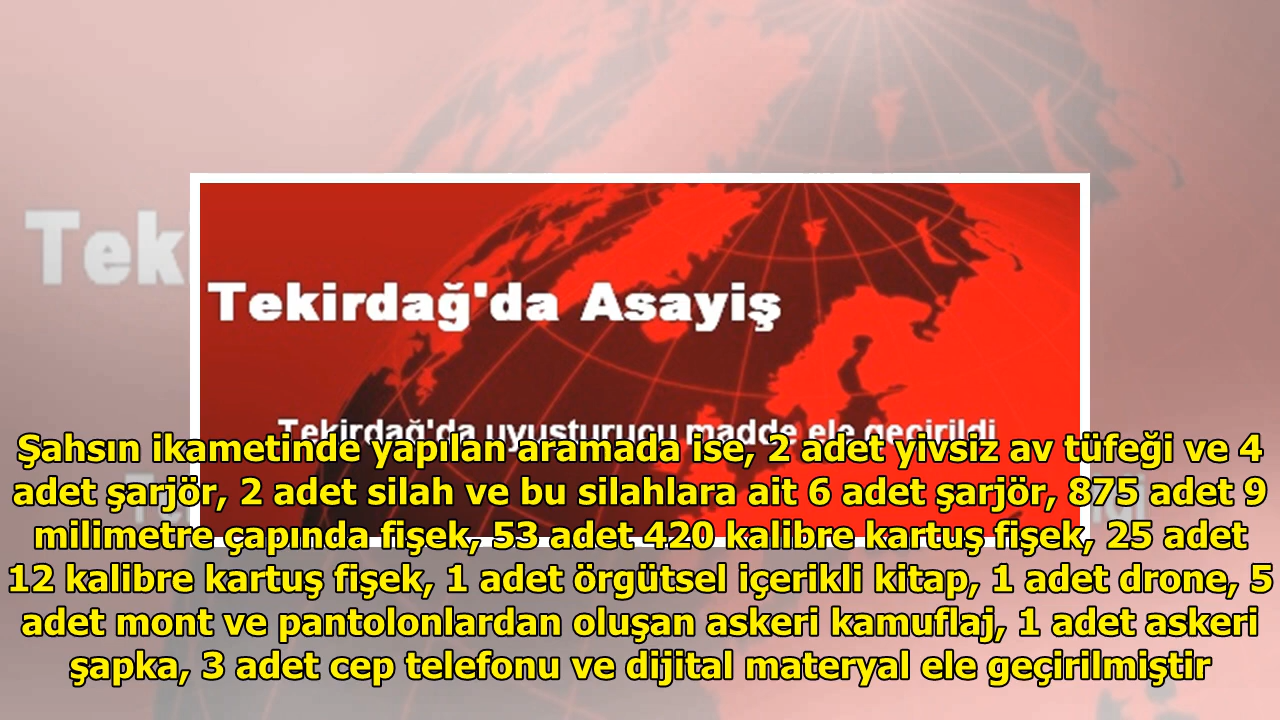 Teki
Tekirdağ'da Asayiş
Tekirdağ'da uyuşturucu madde ele geçirildi
Şahsın ikametinde yapılan aramada ise, 2 adet yivsiz av tüfeği ve 4
adet şarjör, 2 adet silah ve bu silahlara ait 6 adet şarjör, 875 adet 9
milimetre çapında fişek, 53 adet 420 kalibre kartuş fişek, 25 adet
12 kalibre kartuş fişek, 1 adet örgütsel içerikli kitap, 1 adet drone, 5
adet mont ve pantolonlardan oluşan askeri kamuflaj, 1 adet askeri
şapka, 3 adet cep telefonu ve dijital materyal ele geçirilmiştir